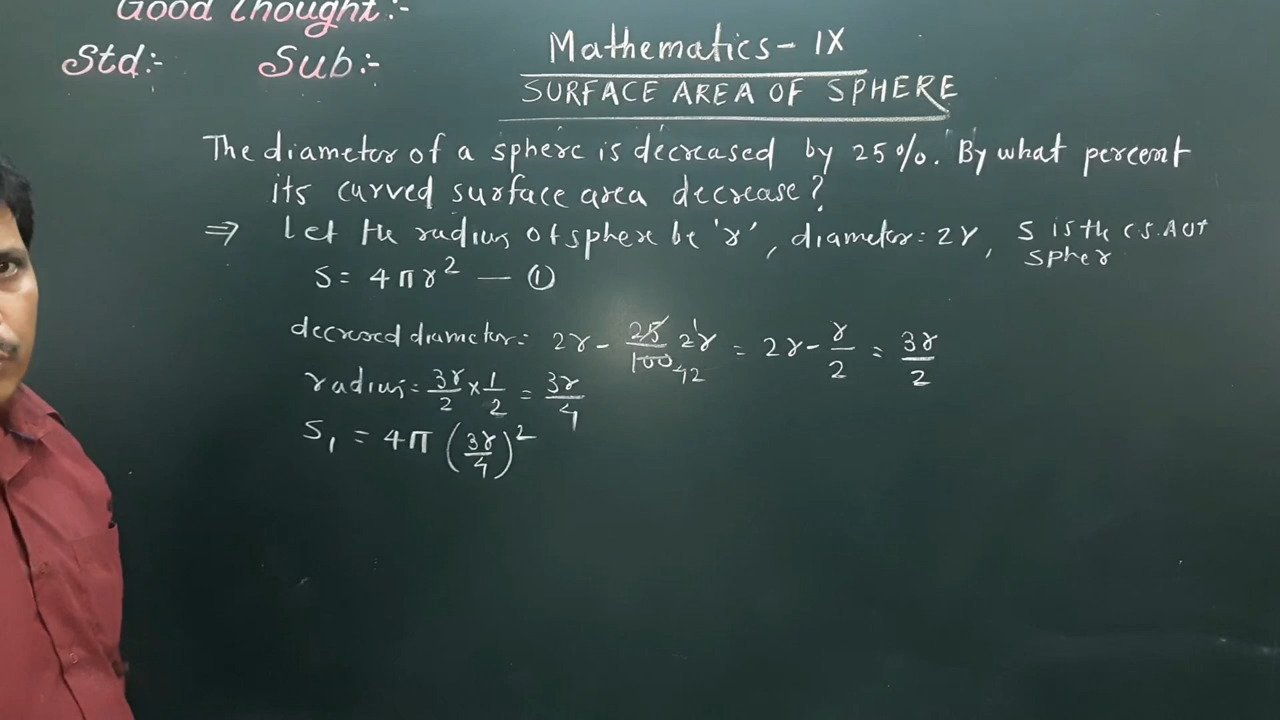 Good Thought:-
Std:- Sub:-
Mathematics- IX
SURFACE AREA OF SPHERE
The diameter of a sphere is decreased by 25%. By what percent
its curved surface area decrease?
⇒ Let the radius of sphere be 'r', diameter=2r, S is the C.S.A of
spher
S= 4πr² — ①
decresed diameter= 2r - 25/100 2r = 2r - r/2 = 3r/2
radius= 3r/2 × 1/2 = 3r/4
S₁ = 4π (3r/4)²